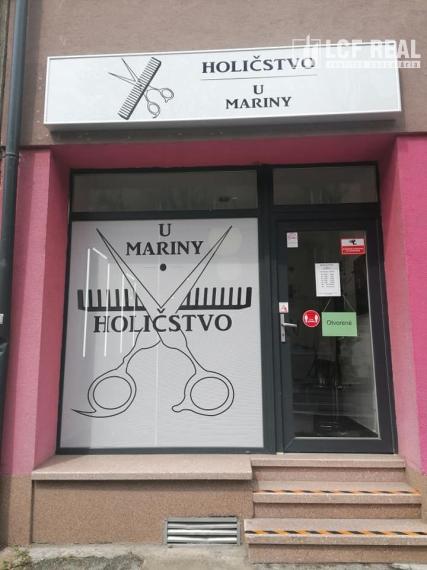 LCF REAL
HOLIČSTVO
U
MARINY
U
MARINY
HOLIČSTVO
Otvorené